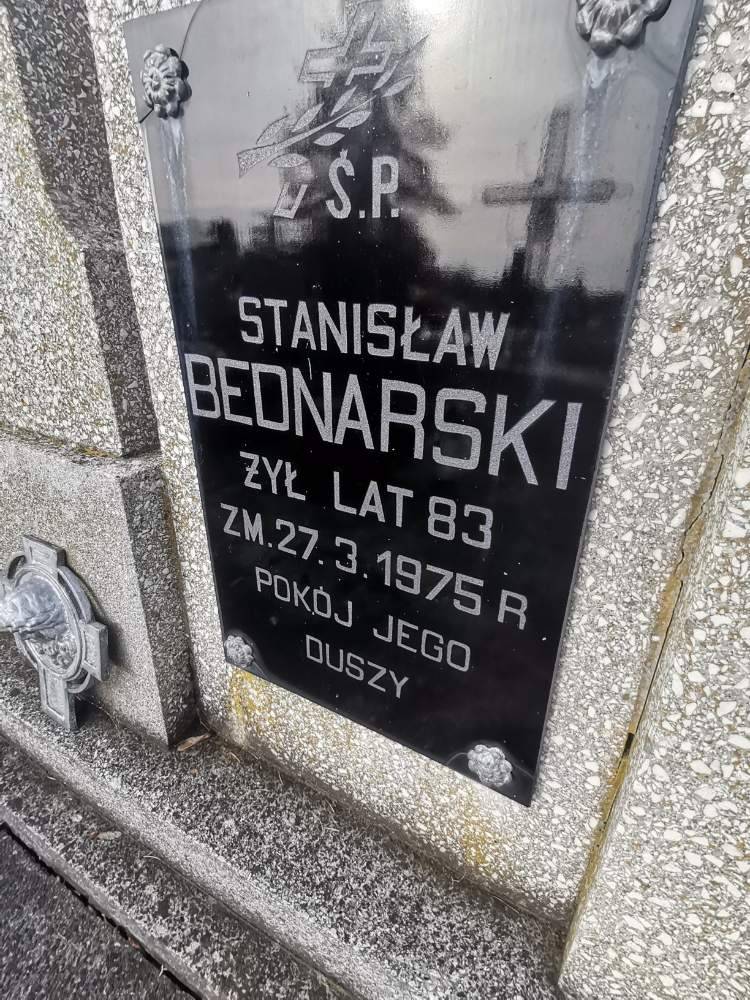 Ś.P.
STANISŁAW
BEDNARSKI
ŻYŁ LAT 83
ZM. 27. 3. 1975 R
POKÓJ JEGO
DUSZY